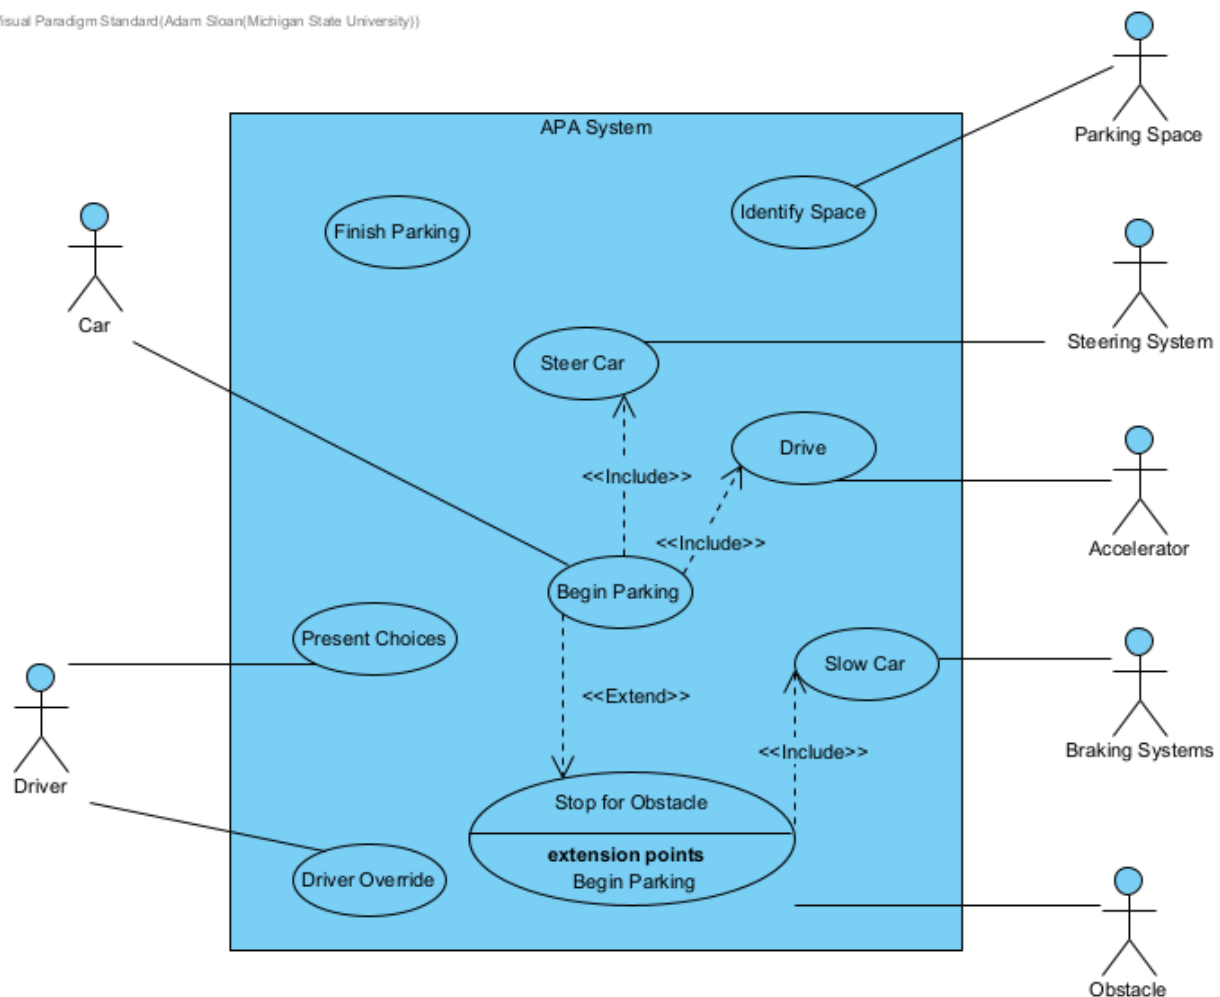 Visual Paradigm Standard(Adam Sloan(Michigan State University))
APA System
Parking Space
Identify Space
Finish Parking
Car
Steering System
Steer Car
Drive
<<Include>>
<<Include>>
Accelerator
Begin Parking
Present Choices
Slow Car
<<Extend>>
<<Include>>
Braking Systems
Driver
Stop for Obstacle
extension points
Begin Parking
Driver Override
Obstacle